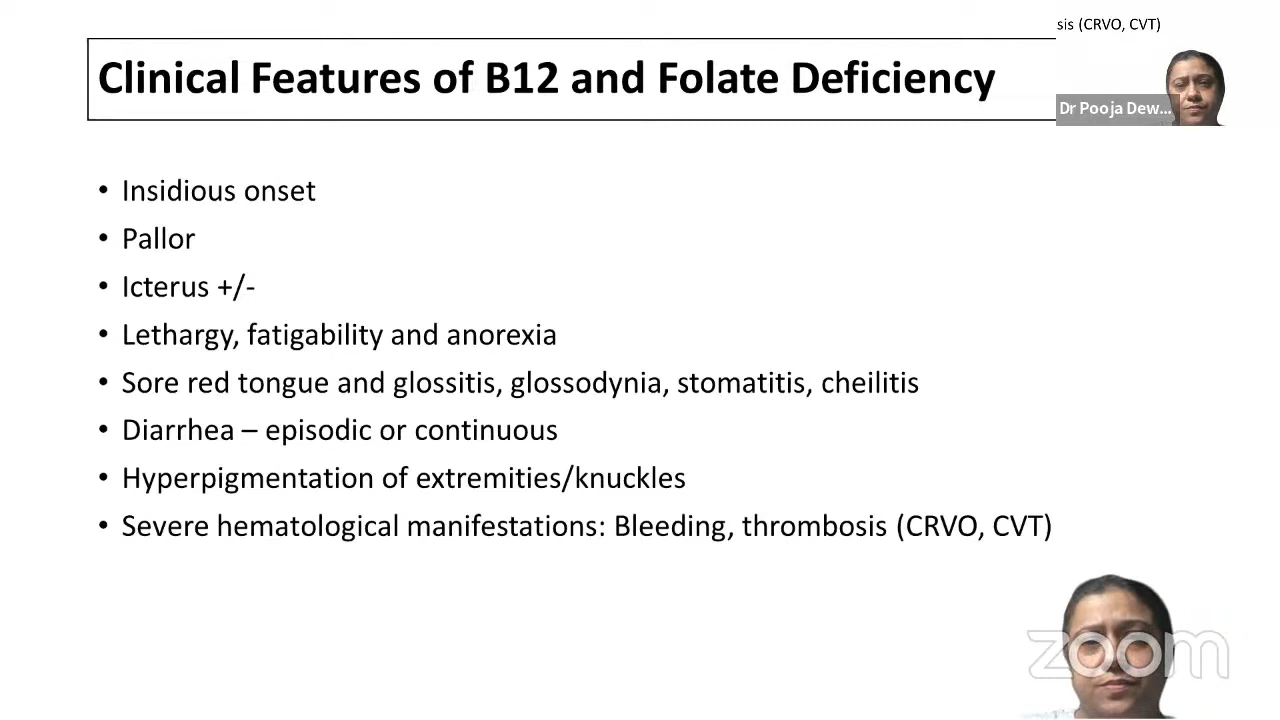 sis (CRVO, CVT)
Clinical Features of B12 and Folate Deficiency
Dr Pooja Dew...
• Insidious onset
• Pallor
• Icterus +/-
• Lethargy, fatigability and anorexia
• Sore red tongue and glossitis, glossodynia, stomatitis, cheilitis
• Diarrhea – episodic or continuous
• Hyperpigmentation of extremities/knuckles
• Severe hematological manifestations: Bleeding, thrombosis (CRVO, CVT)
zoom